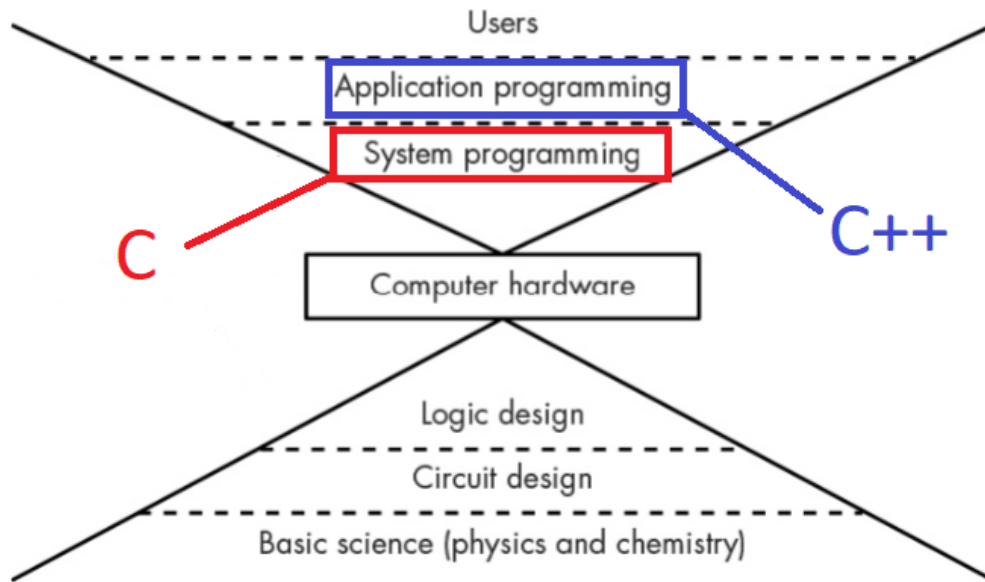 Users
Application programming
System programming
C
C++
Computer hardware
Logic design
Circuit design
Basic science (physics and chemistry)